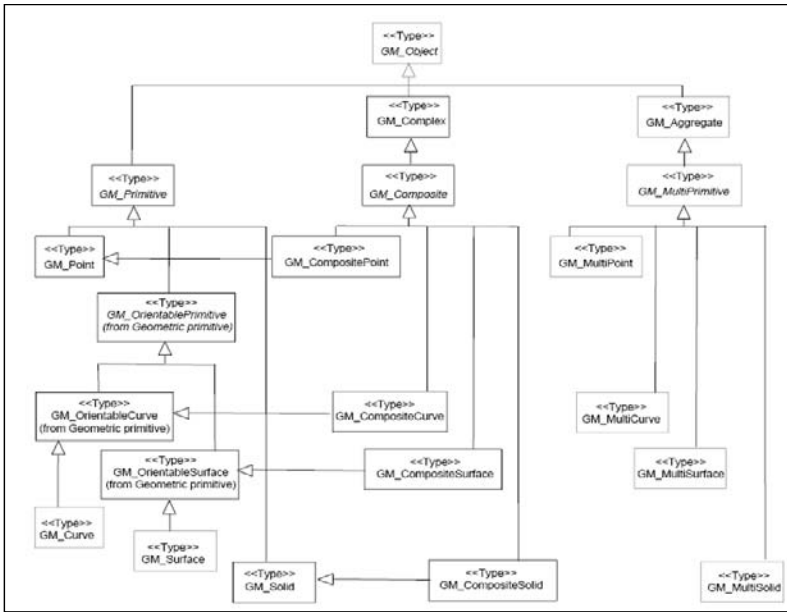 <<Type>>
GM_Object
<<Type>>
GM_Complex
<<Type>>
GM_Aggregate
<<Type>>
GM_Primitive
<<Type>>
GM_Composite
<<Type>>
GM_MultiPrimitive
<<Type>>
GM_Point
<<Type>>
GM_CompositePoint
<<Type>>
GM_MultiPoint
<<Type>>
GM_OrientablePrimitive
(from Geometric primitive)
<<Type>>
GM_OrientableCurve
(from Geometric primitive)
<<Type>>
GM_CompositeCurve
<<Type>>
GM_MultiCurve
<<Type>>
GM_OrientableSurface
(from Geometric primitive)
<<Type>>
GM_CompositeSurface
<<Type>>
GM_MultiSurface
<<Type>>
GM_Curve
<<Type>>
GM_Surface
<<Type>>
GM_Solid
<<Type>>
GM_CompositeSolid
<<Type>>
GM_MultiSolid